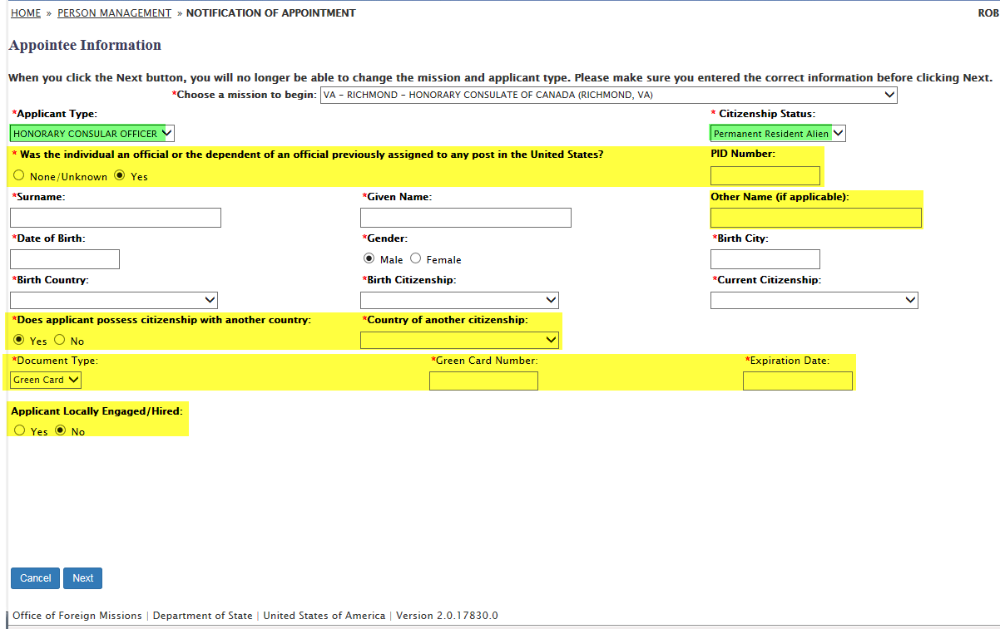 HOME » PERSON MANAGEMENT » NOTIFICATION OF APPOINTMENT ROB
Appointee Information
When you click the Next button, you will no longer be able to change the mission and applicant type. Please make sure you entered the correct information before clicking Next.
*Choose a mission to begin: VA - RICHMOND - HONORARY CONSULATE OF CANADA (RICHMOND, VA)
*Applicant Type: * Citizenship Status:
HONORARY CONSULAR OFFICER Permanent Resident Alien
* Was the individual an official or the dependent of an official previously assigned to any post in the United States? PID Number:
None/Unknown Yes
*Surname: *Given Name: Other Name (if applicable):
*Date of Birth: *Gender: *Birth City:
Male Female
*Birth Country: *Birth Citizenship: *Current Citizenship:
*Does applicant possess citizenship with another country: *Country of another citizenship:
Yes No
*Document Type: *Green Card Number: *Expiration Date:
Green Card
Applicant Locally Engaged/Hired:
Yes No
Cancel Next
Office of Foreign Missions | Department of State | United States of America | Version 2.0.17830.0